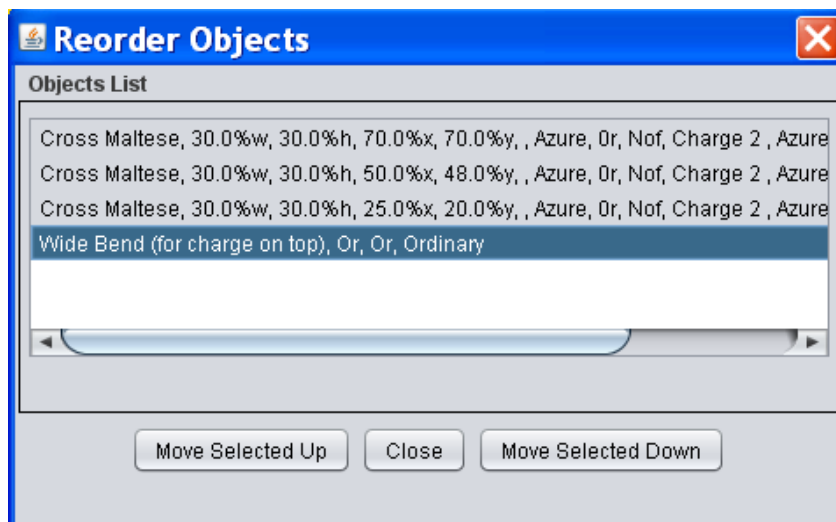 Reorder Objects
Objects List
Cross Maltese, 30.0%w, 30.0%h, 70.0%x, 70.0%y, , Azure, 0r, Nof, Charge 2 , Azure
Cross Maltese, 30.0%w, 30.0%h, 50.0%x, 48.0%y, , Azure, 0r, Nof, Charge 2 , Azure
Cross Maltese, 30.0%w, 30.0%h, 25.0%x, 20.0%y, , Azure, 0r, Nof, Charge 2 , Azure
Wide Bend (for charge on top), Or, Or, Ordinary
Move Selected Up Close Move Selected Down